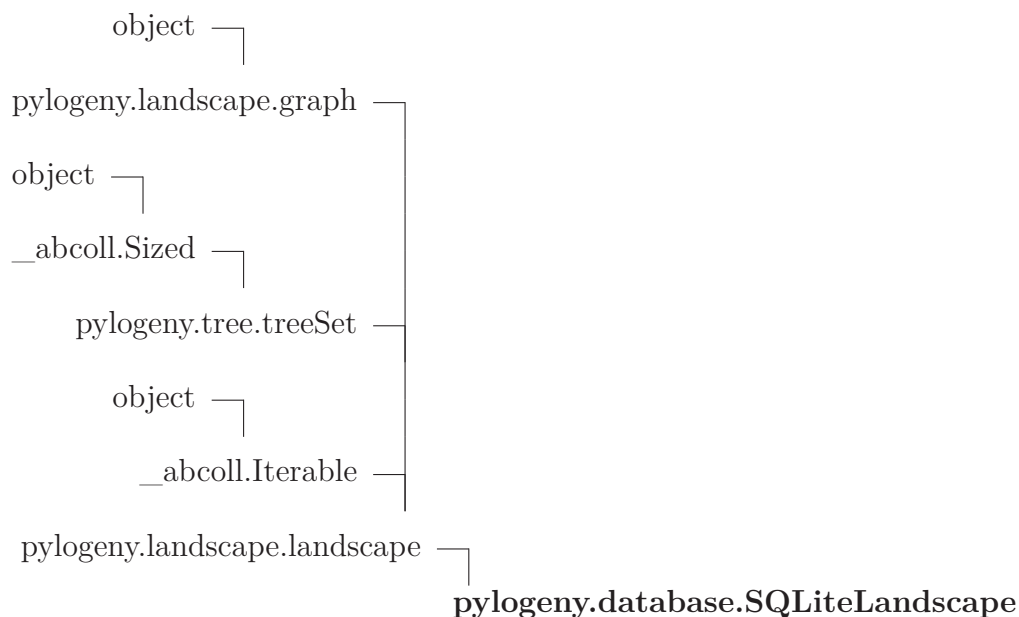 object
pylogeny.landscape.graph
object
_abcoll.Sized
pylogeny.tree.treeSet
object
_abcoll.Iterable
pylogeny.landscape.landscape
pylogeny.database.SQLiteLandscape